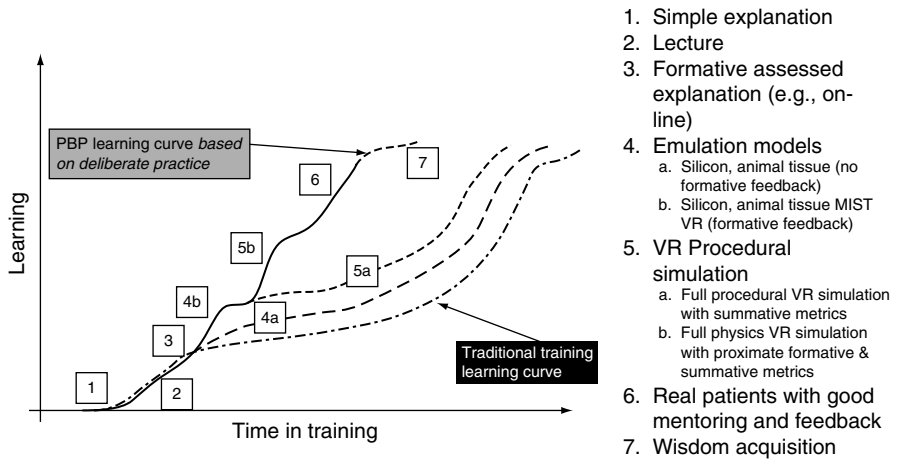 PBP learning curve based
on deliberate practice
7
6
5b
5a
4b
4a
3
1
2
Traditional training
learning curve
Learning
Time in training
1. Simple explanation
2. Lecture
3. Formative assessed
explanation (e.g., on-
line)
4. Emulation models
a. Silicon, animal tissue (no
formative feedback)
b. Silicon, animal tissue MIST
VR (formative feedback)
5. VR Procedural
simulation
a. Full procedural VR simulation
with summative metrics
b. Full physics VR simulation
with proximate formative &
summative metrics
6. Real patients with good
mentoring and feedback
7. Wisdom acquisition